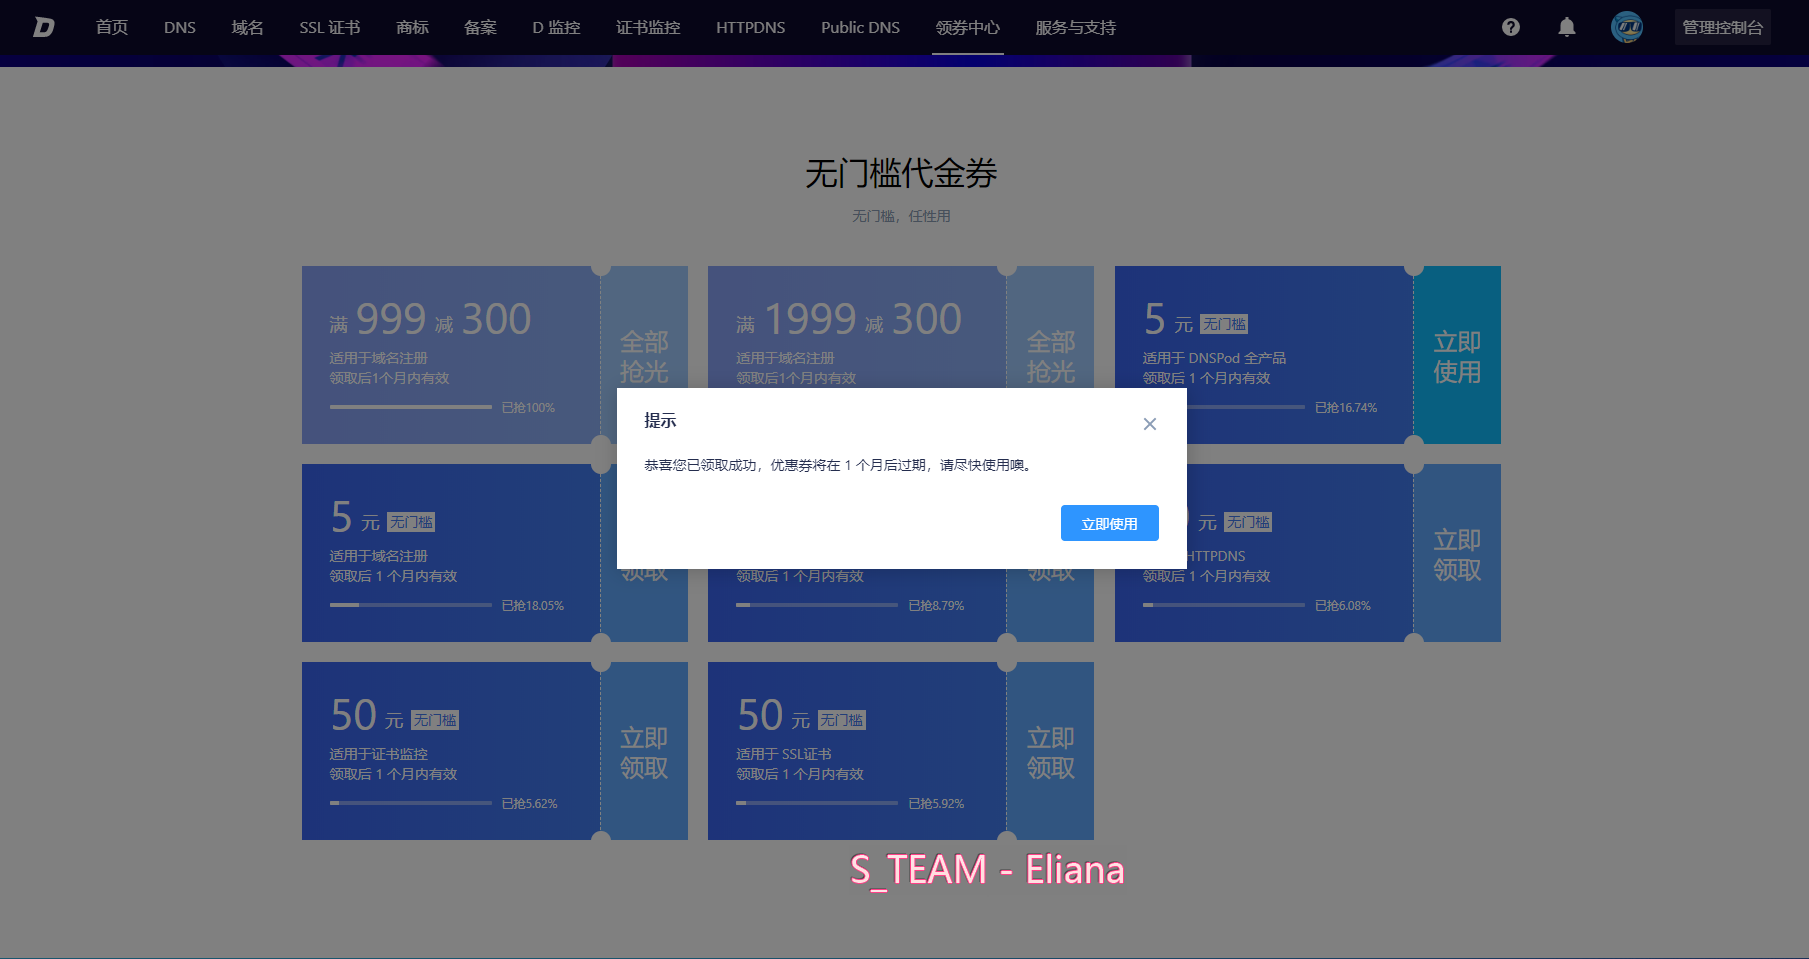 首页 DNS 域名 SSL 证书 商标 备案 D 监控 证书监控 HTTPDNS Public DNS 领券中心 服务与支持 管理控制台
无门槛代金券
无门槛，任性用
满 999 减 300
适用于域名注册
领取后1个月内有效
已抢100%
全部
抢光
满 1999 减 300
适用于域名注册
领取后1个月内有效
全部
抢光
5 元 无门槛
适用于 DNSPod 全产品
领取后 1 个月内有效
已抢16.74%
立即
使用
提示
恭喜您已领取成功，优惠券将在 1 个月后过期，请尽快使用噢。
立即使用
5 元 无门槛
适用于域名注册
领取后 1 个月内有效
已抢18.05%
领取
领取后 1 个月内有效
已抢8.79%
领取
元 无门槛
HTTPDNS
领取后 1 个月内有效
已抢6.08%
立即
领取
50 元 无门槛
适用于证书监控
领取后 1 个月内有效
已抢5.62%
立即
领取
50 元 无门槛
适用于 SSL证书
领取后 1 个月内有效
已抢5.92%
立即
领取
S_TEAM - Eliana